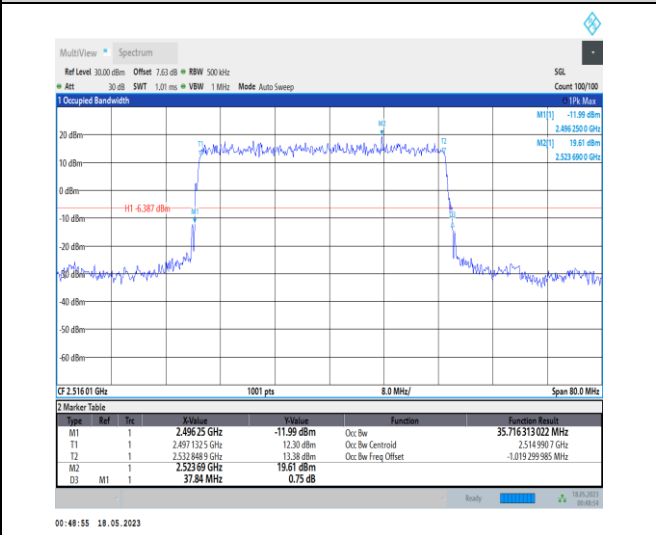 MultiView Spectrum
Ref Level 30.00 dBm Offset 7.63 dB RBW 500 kHz SGL
Att 30 dB SWT 1.01 ms VBW 1 MHz Mode Auto Sweep Count 100/100
1 Occupied Bandwidth 1Pk Max
M1[1] -11.99 dBm
2.496 250 0 GHz
M2[1] 19.61 dBm
2.523 690 0 GHz
M2
20 dBm
T1 T2
10 dBm
0 dBm
H1 -6.387 dBm
M1 D3
-10 dBm
-20 dBm
-30 dBm
-40 dBm
-50 dBm
-60 dBm
CF 2.516 01 GHz 1001 pts 8.0 MHz/ Span 80.0 MHz
2 Marker Table
Type Ref Trc X-Value Y-Value Function Function Result
M1 1 2.496 25 GHz -11.99 dBm Occ Bw 35.716 313 022 MHz
T1 1 2.497 132 5 GHz 12.30 dBm Occ Bw Centroid 2.514 990 7 GHz
T2 1 2.532 848 9 GHz 13.38 dBm Occ Bw Freq Offset -1.019 299 985 MHz
M2 1 2.523 69 GHz 19.61 dBm
D3 M1 1 37.84 MHz 0.75 dB
Ready 18.05.2023
00:48:54
00:48:55 18.05.2023